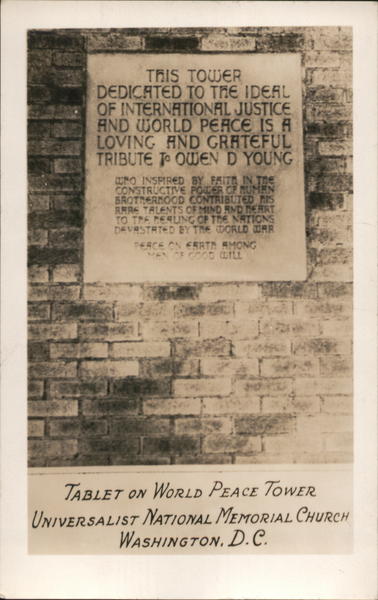 THIS TOWER
DEDICATED TO THE IDEAL
OF INTERNATIONAL JUSTICE
AND WORLD PEACE IS A
LOVING AND GRATEFUL
TRIBUTE To OWEN D YOUNG
WHO INSPIRED BY FAITH IN THE
CONSTRUCTIVE POWER OF HUMAN
BROTHERHOOD CONTRIBUTED HIS
RARE TALENTS OF MIND AND HEART
TO THE HEALING OF THE NATIONS
DEVASTATED BY THE WORLD WAR
PEACE ON EARTH AMONG
MEN OF GOOD WILL
TABLET ON WORLD PEACE TOWER
UNIVERSALIST NATIONAL MEMORIAL CHURCH
WASHINGTON, D.C.